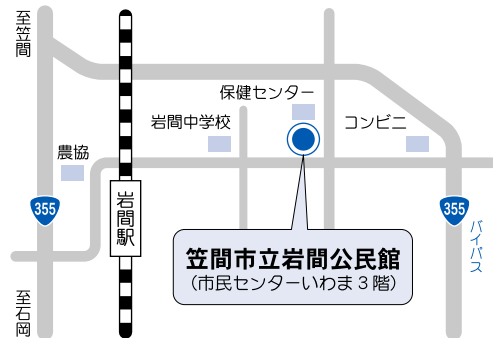 至笠間
保健センター
岩間中学校
コンビニ
農協
岩間駅
355
355
バイパス
笠間市立岩間公民館
（市民センターいわま3階）
至石岡